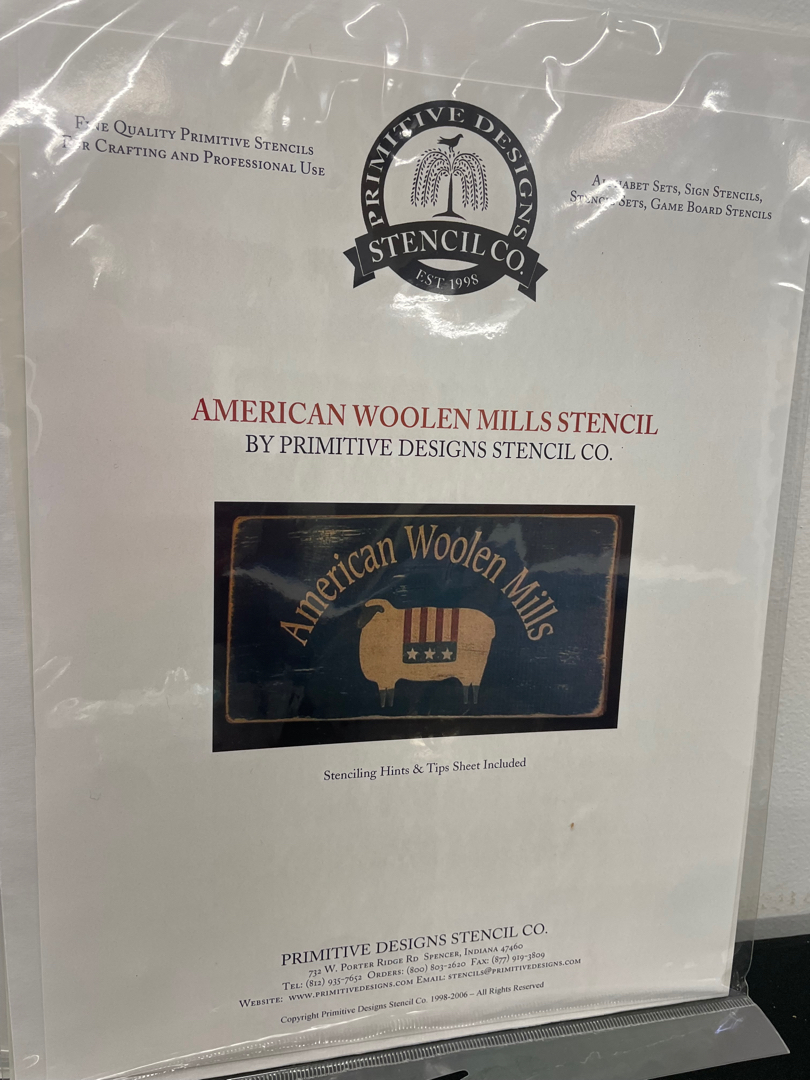 Fine Quality Primitive Stencils
For Crafting and Professional Use
PRIMITIVE DESIGNS
STENCIL CO.
EST 1998
Alphabet Sets, Sign Stencils,
Stencil Sets, Game Board Stencils
AMERICAN WOOLEN MILLS STENCIL
BY PRIMITIVE DESIGNS STENCIL CO.
American Woolen Mills
Stenciling Hints & Tips Sheet Included
PRIMITIVE DESIGNS STENCIL CO.
732 W. Porter Ridge Rd Spencer, Indiana 47460
Tel: (812) 935-7652 Orders: (800) 803-2620 Fax: (877) 919-3809
Website: www.primitivedesigns.com Email: stencils@primitivedesigns.com
Copyright Primitive Designs Stencil Co. 1998-2006 – All Rights Reserved